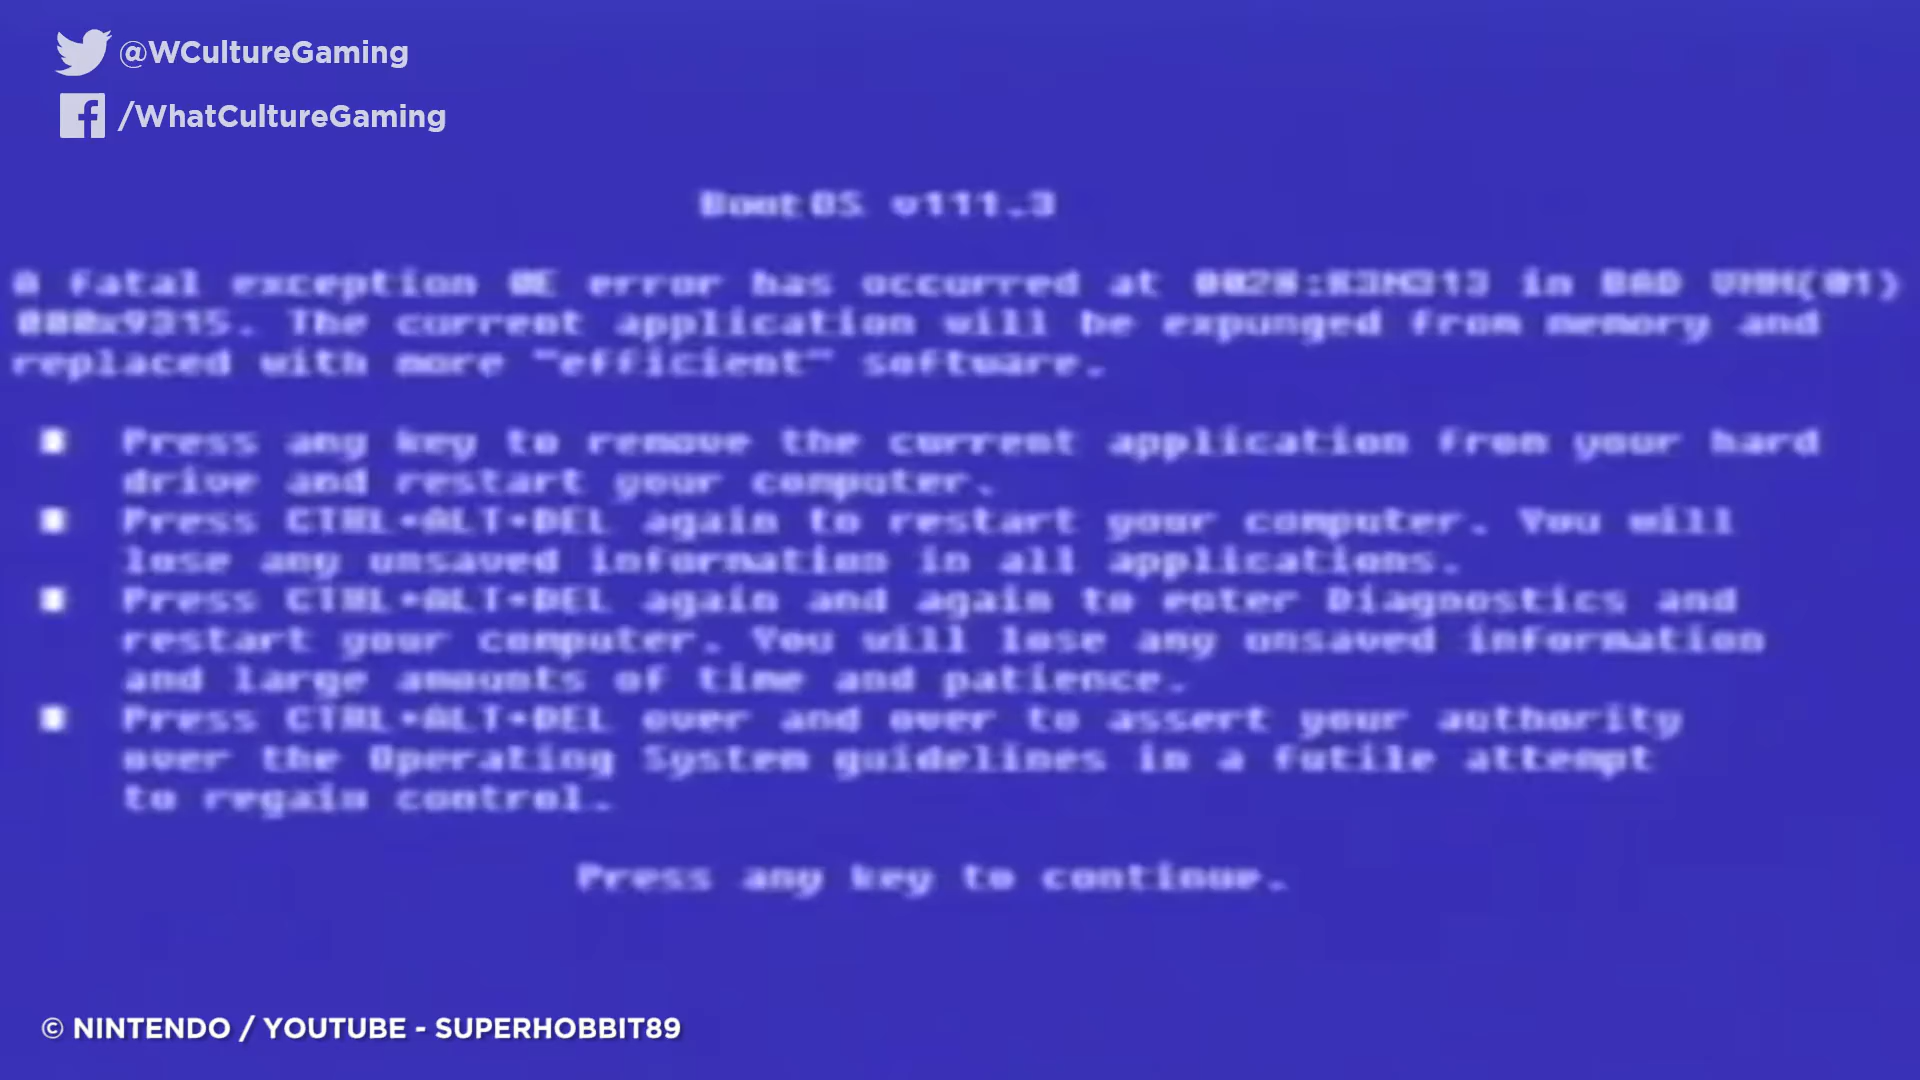 @WCultureGaming
/WhatCultureGaming
BootOS v111.3
A fatal exception 0E error has occurred at 0028:83M313 in BAD VMM(01)
000x9315. The current application will be expunged from memory and
replaced with more "efficient" software.
Press any key to remove the current application from your hard
drive and restart your computer.
Press CTRL+ALT+DEL again to restart your computer. You will
lose any unsaved information in all applications.
Press CTRL+ALT+DEL again and again to enter Diagnostics and
restart your computer. You will lose any unsaved information
and large amounts of time and patience.
Press CTRL+ALT+DEL over and over to assert your authority
over the Operating System guidelines in a futile attempt
to regain control.
Press any key to continue.
© NINTENDO / YOUTUBE - SUPERHOBBIT89